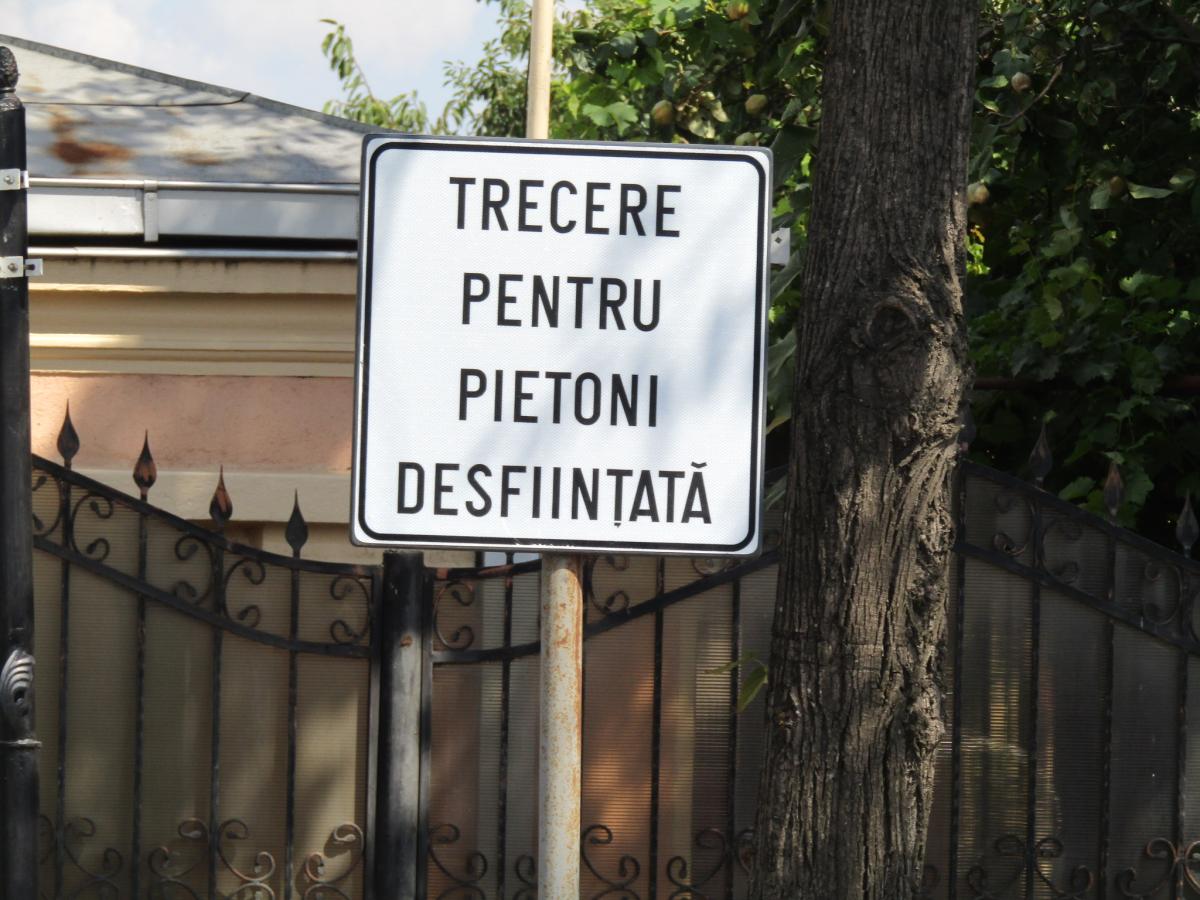 TRECERE
PENTRU
PIETONI
DESFIINȚATĂ